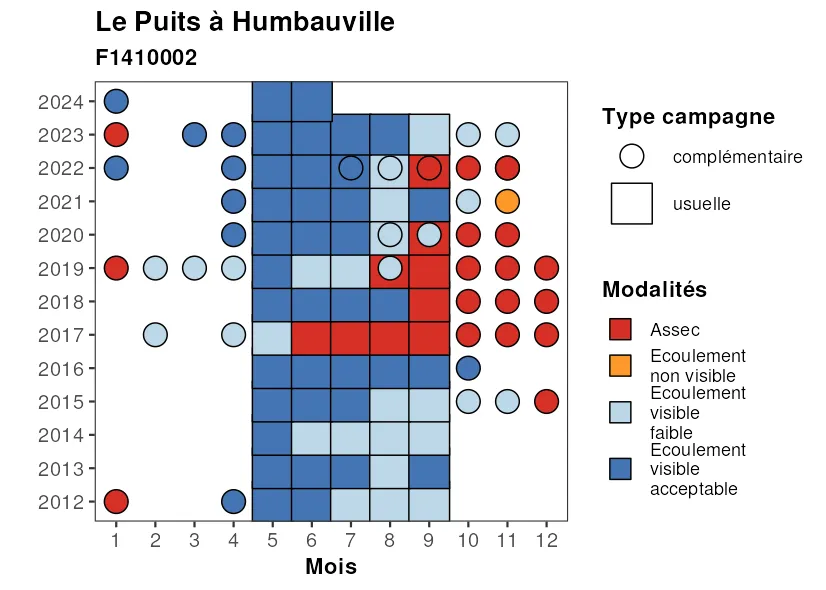 Le Puits à Humbauville
F1410002
2024
2023
2022
2021
2020
2019
2018
2017
2016
2015
2014
2013
2012
1 2 3 4 5 6 7 8 9 10 11 12
Mois
Type campagne
complémentaire
usuelle
Modalités
Assec
Ecoulement
non visible
Ecoulement
visible
faible
Ecoulement
visible
acceptable